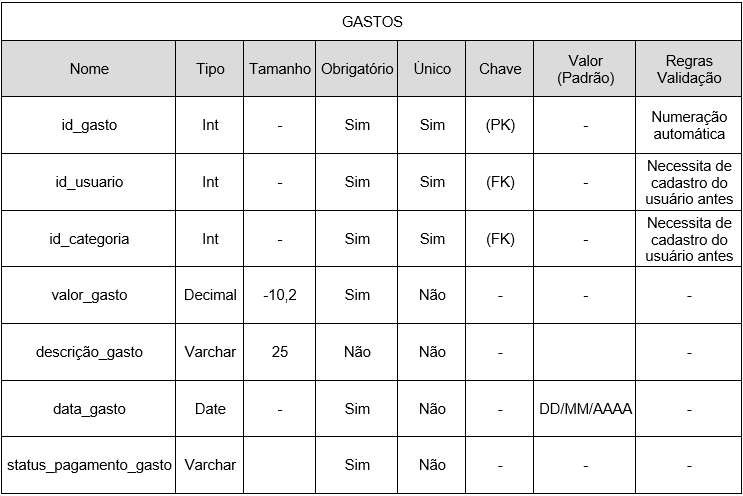 GASTOS
Nome Tipo Tamanho Obrigatório Único Chave Valor (Padrão) Regras Validação
id_gasto Int - Sim Sim (PK) - Numeração automática
id_usuario Int - Sim Sim (FK) - Necessita de cadastro do usuário antes
id_categoria Int - Sim Sim (FK) - Necessita de cadastro do usuário antes
valor_gasto Decimal -10,2 Sim Não - - -
descrição_gasto Varchar 25 Não Não - -
data_gasto Date - Sim Não - DD/MM/AAAA -
status_pagamento_gasto Varchar Sim Não - - -